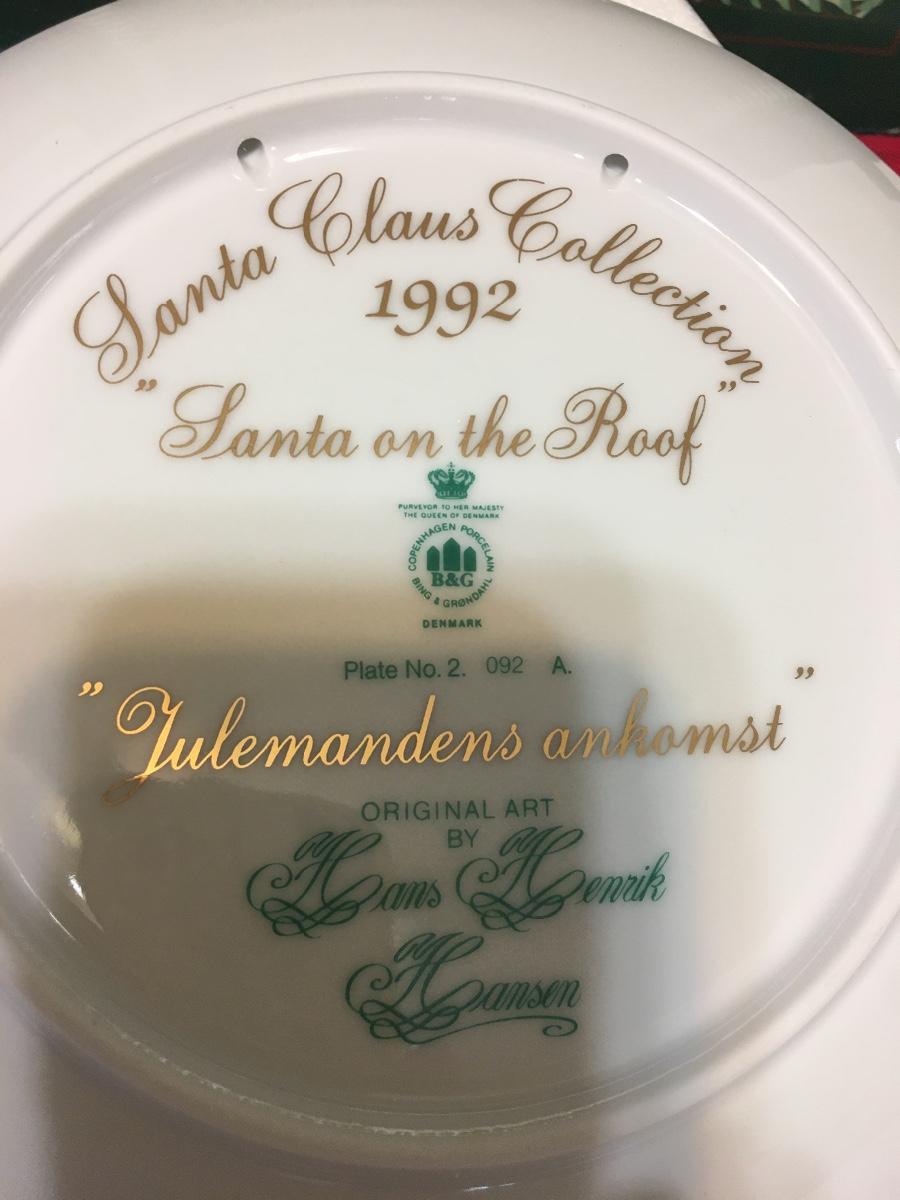 Santa Claus Collection
1992
”Santa on the Roof”
PURVEYOR TO HER MAJESTY
THE QUEEN OF DENMARK
COPENHAGEN PORCELAIN
B&G
BING & GRØNDAHL
DENMARK
Plate No. 2. 092 A.
”Julemandens ankomst”
ORIGINAL ART
BY
Hans Henrik
Hansen